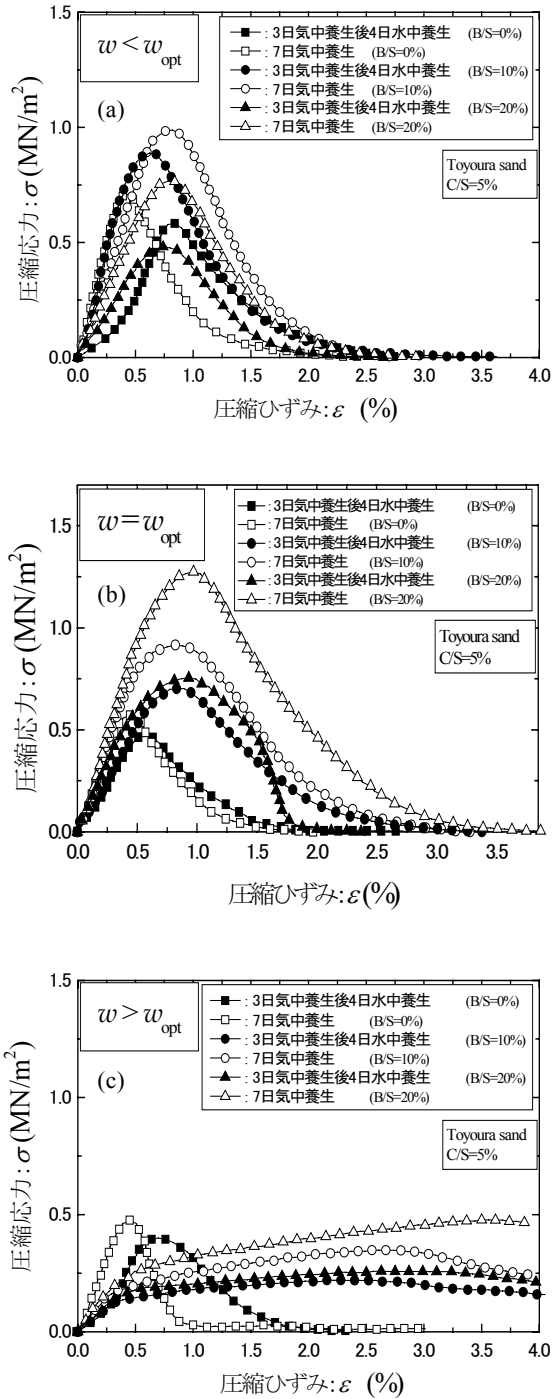 1.5
w < w_opt
(a)
: 3日気中養生後4日水中養生 (B/S=0%)
: 7日気中養生 (B/S=0%)
: 3日気中養生後4日水中養生 (B/S=10%)
: 7日気中養生 (B/S=10%)
: 3日気中養生後4日水中養生 (B/S=20%)
: 7日気中養生 (B/S=20%)
Toyoura sand
C/S=5%
1.0
0.5
0.0
圧縮応力: σ (MN/m²)
0.0 0.5 1.0 1.5 2.0 2.5 3.0 3.5 4.0
圧縮ひずみ: ε (%)
1.5
w = w_opt
(b)
: 3日気中養生後4日水中養生 (B/S=0%)
: 7日気中養生 (B/S=0%)
: 3日気中養生後4日水中養生 (B/S=10%)
: 7日気中養生 (B/S=10%)
: 3日気中養生後4日水中養生 (B/S=20%)
: 7日気中養生 (B/S=20%)
Toyoura sand
C/S=5%
1.0
0.5
0.0
圧縮応力: σ (MN/m²)
0.0 0.5 1.0 1.5 2.0 2.5 3.0 3.5
圧縮ひずみ: ε (%)
1.5
w > w_opt
(c)
: 3日気中養生後4日水中養生 (B/S=0%)
: 7日気中養生 (B/S=0%)
: 3日気中養生後4日水中養生 (B/S=10%)
: 7日気中養生 (B/S=10%)
: 3日気中養生後4日水中養生 (B/S=20%)
: 7日気中養生 (B/S=20%)
Toyoura sand
C/S=5%
1.0
0.5
0.0
圧縮応力: σ (MN/m²)
0.0 0.5 1.0 1.5 2.0 2.5 3.0 3.5 4.0
圧縮ひずみ: ε (%)